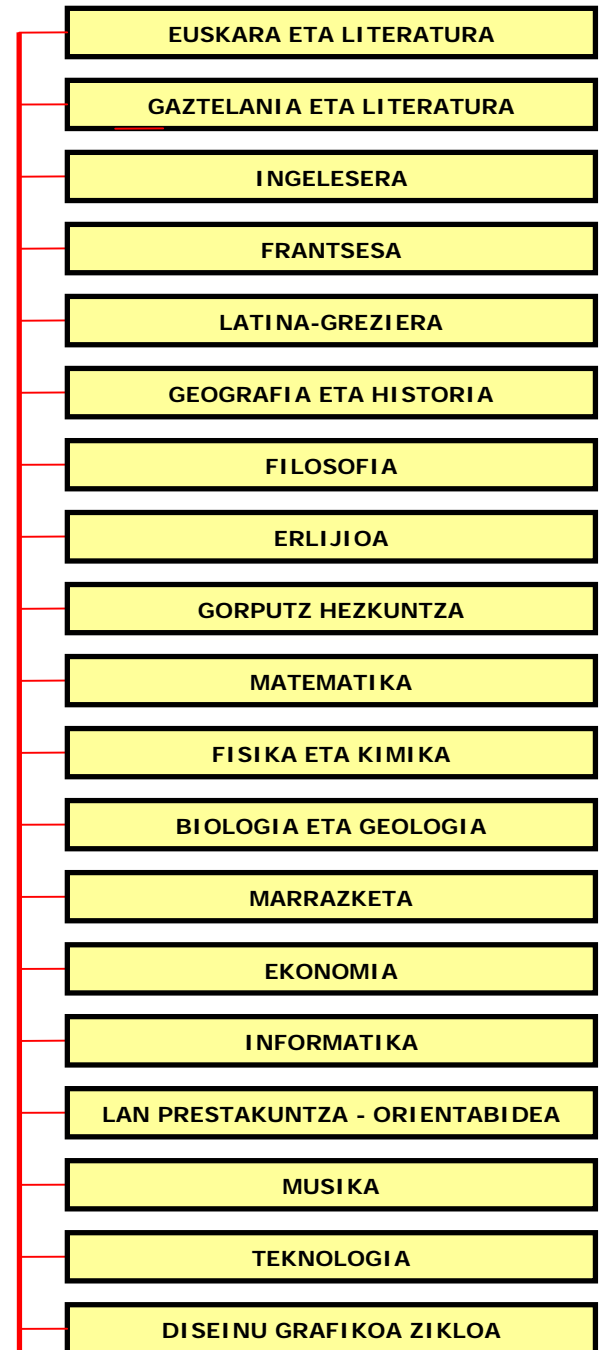 EUSKARA ETA LITERATURA
GAZTELANIA ETA LITERATURA
INGELESERA
FRANTSESA
LATINA-GREZIERA
GEOGRAFIA ETA HISTORIA
FILOSOFIA
ERLIJIOA
GORPUTZ HEZKUNTZA
MATEMATIKA
FISIKA ETA KIMIKA
BIOLOGIA ETA GEOLOGIA
MARRAZKETA
EKONOMIA
INFORMATIKA
LAN PRESTAKUNTZA - ORIENTABIDEA
MUSIKA
TEKNOLOGIA
DISEINU GRAFIKOA ZIKLOA